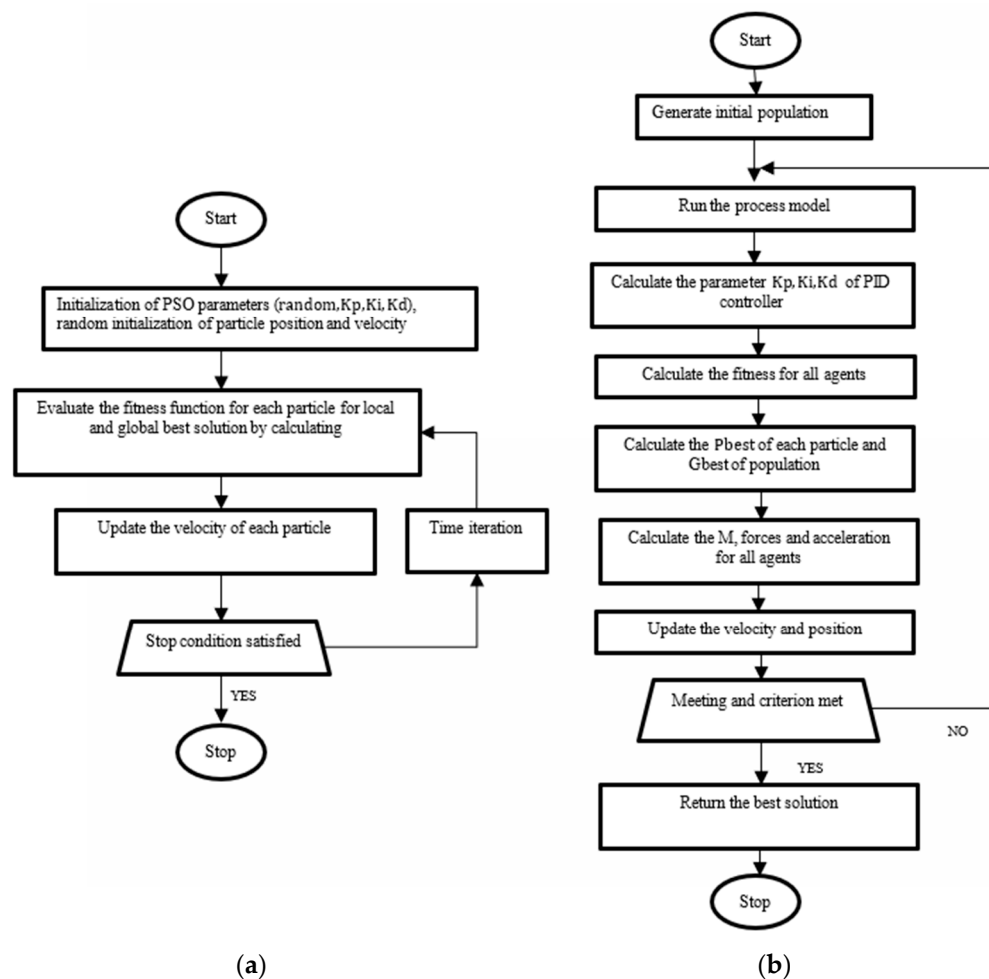 Start
Initialization of PSO parameters (random,Kp,Ki,Kd),
random initialization of particle position and velocity
Evaluate the fitness function for each particle for local
and global best solution by calculating
Update the velocity of each particle
Time iteration
Stop condition satisfied
YES
Stop
(a)
Start
Generate initial population
Run the process model
Calculate the parameter Kp,Ki,Kd of PID
controller
Calculate the fitness for all agents
Calculate the Pbest of each particle and
Gbest of population
Calculate the M, forces and acceleration
for all agents
Update the velocity and position
Meeting and criterion met
NO
YES
Return the best solution
Stop
(b)